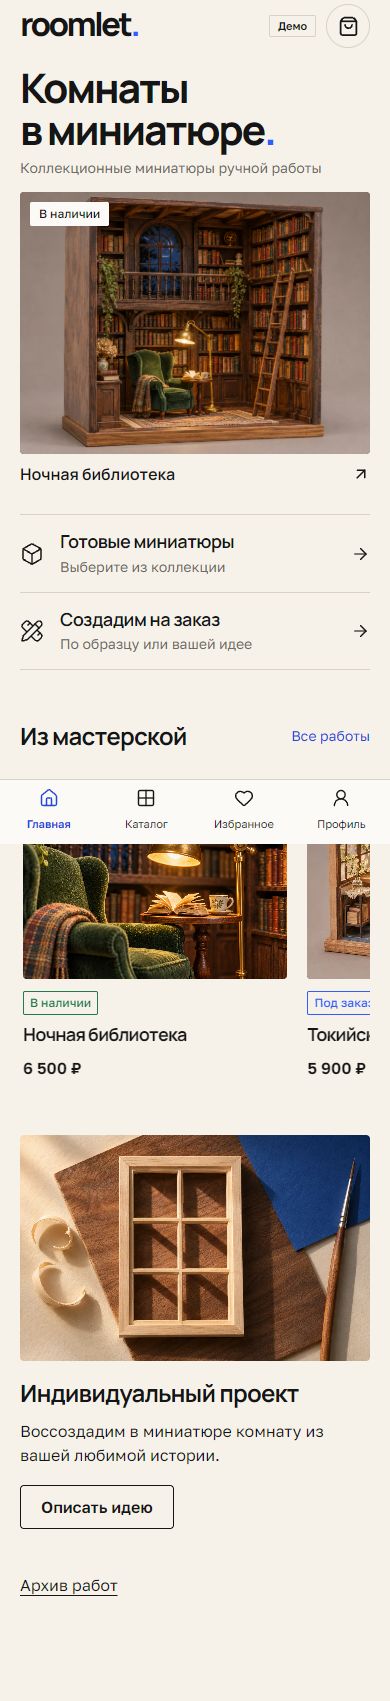 roomlet.
Демо
Комнаты
в миниатюре.
Коллекционные миниатюры ручной работы
В наличии
Ночная библиотека
Готовые миниатюры
Выберите из коллекции
Создадим на заказ
По образцу или вашей идее
Из мастерской
Все работы
Главная
Каталог
Избранное
Профиль
В наличии
Под заказ
Ночная библиотека
6 500 ₽
5 900 ₽
Индивидуальный проект
Воссоздадим в миниатюре комнату из
вашей любимой истории.
Описать идею
Архив работ